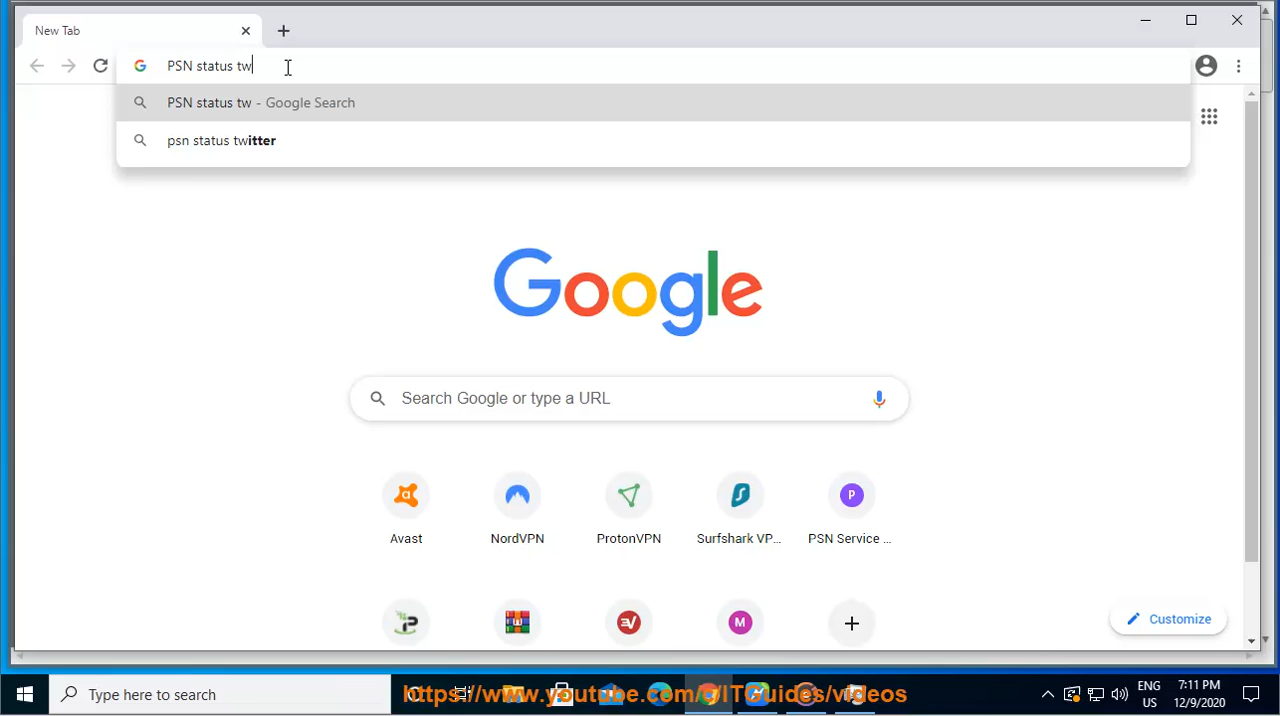 New Tab
PSN status tw
PSN status tw - Google Search
psn status twitter
Google
Search Google or type a URL
Avast
NordVPN
ProtonVPN
Surfshark VP...
P
PSN Service ...
M
Customize
Type here to search
https://www.youtube.com/c/ITGuides/videos
ENG
US
7:11 PM
12/9/2020